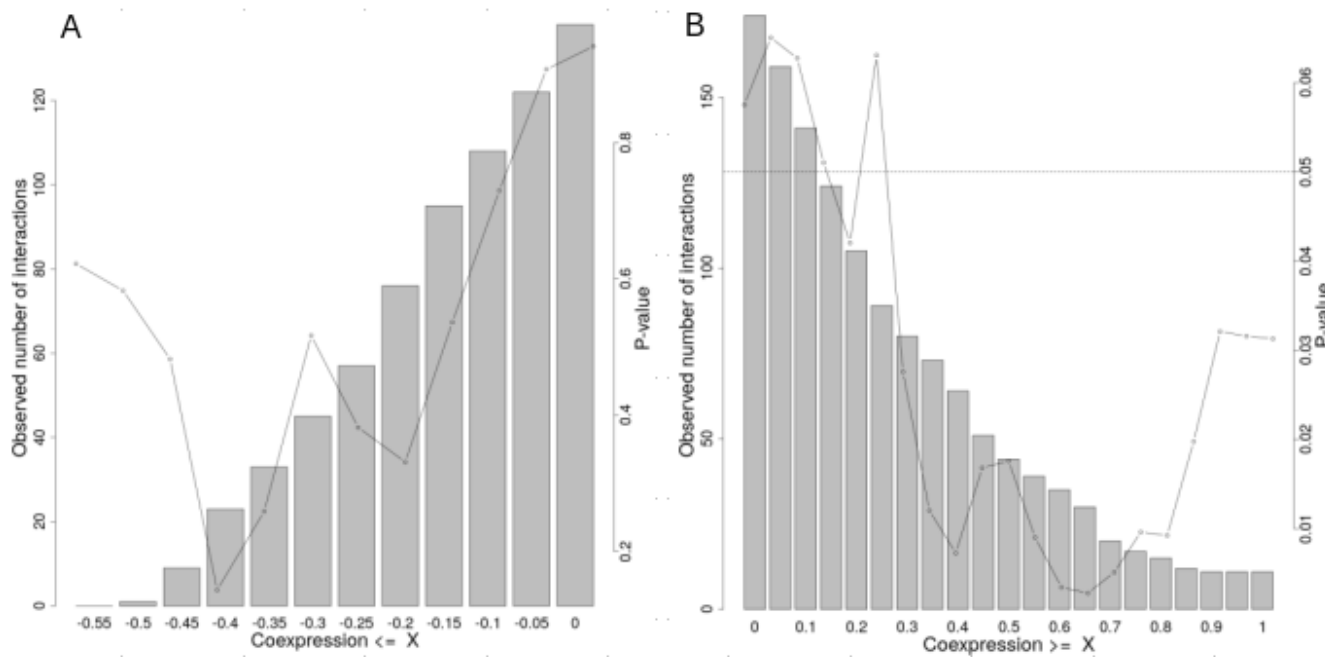 A
Observed number of interactions
0 20 40 60 80 100 120
-0.55 -0.5 -0.45 -0.4 -0.35 -0.3 -0.25 -0.2 -0.15 -0.1 -0.05 0
Coexpression <= X
0.2 0.4 0.6 0.8
P-value
B
Observed number of interactions
0 50 100 150
0 0.1 0.2 0.3 0.4 0.5 0.6 0.7 0.8 0.9 1
Coexpression >= X
0.01 0.02 0.03 0.04 0.05 0.06
P-value